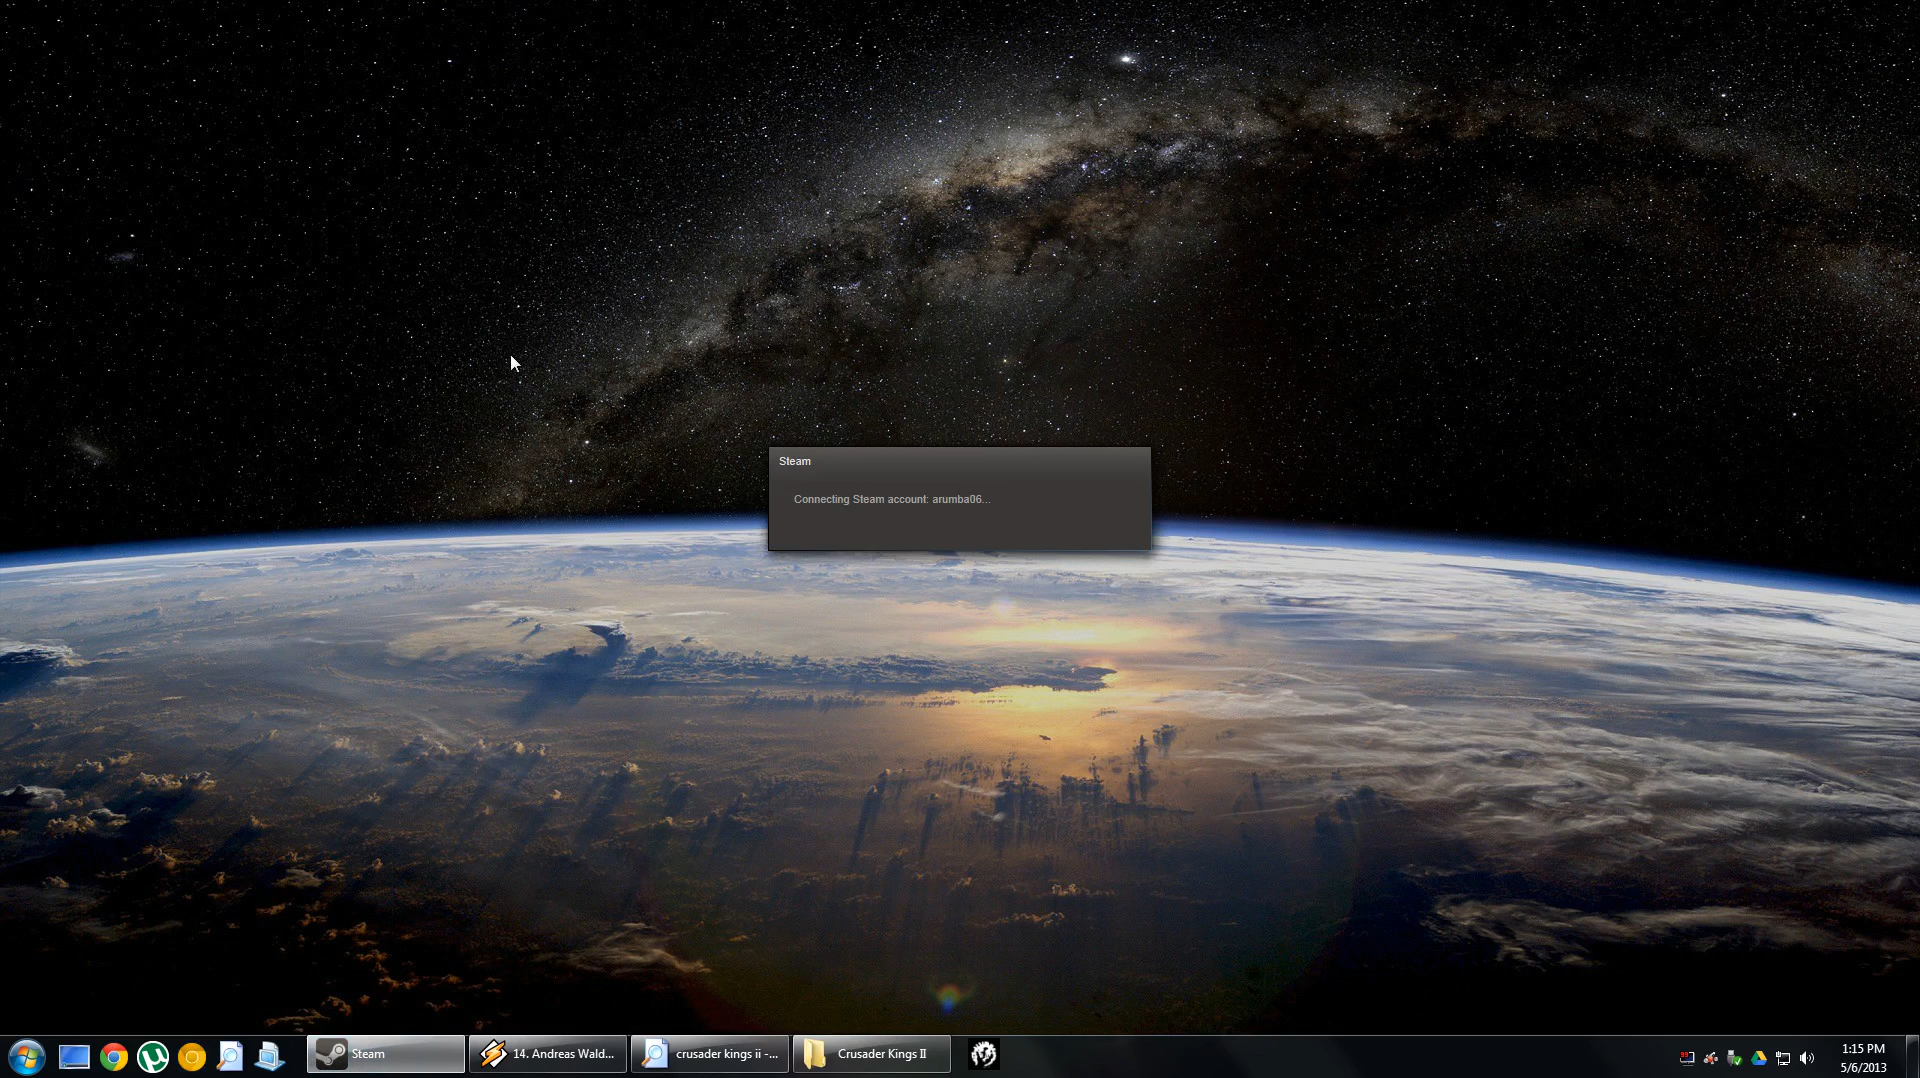 Steam
Connecting Steam account: arumba06...
Steam
14. Andreas Wald...
crusader kings ii -...
Crusader Kings II
1:15 PM
5/6/2013